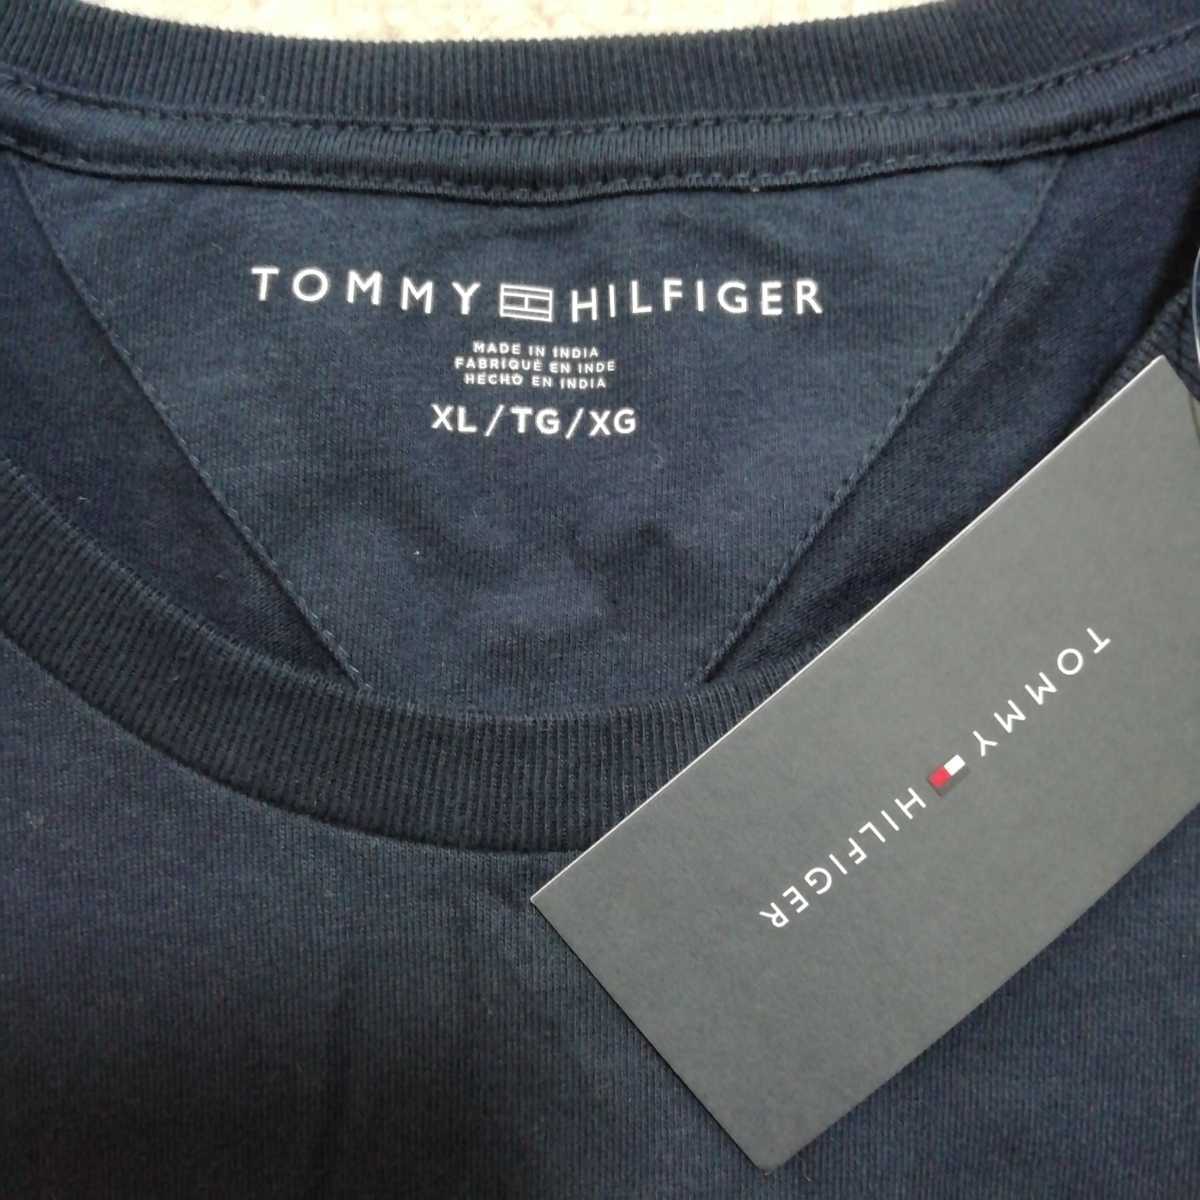 TOMMY HILFIGER
MADE IN INDIA
FABRIQUÉ EN INDE
HECHO EN INDIA
XL/TG/XG
TOMMY HILFIGER